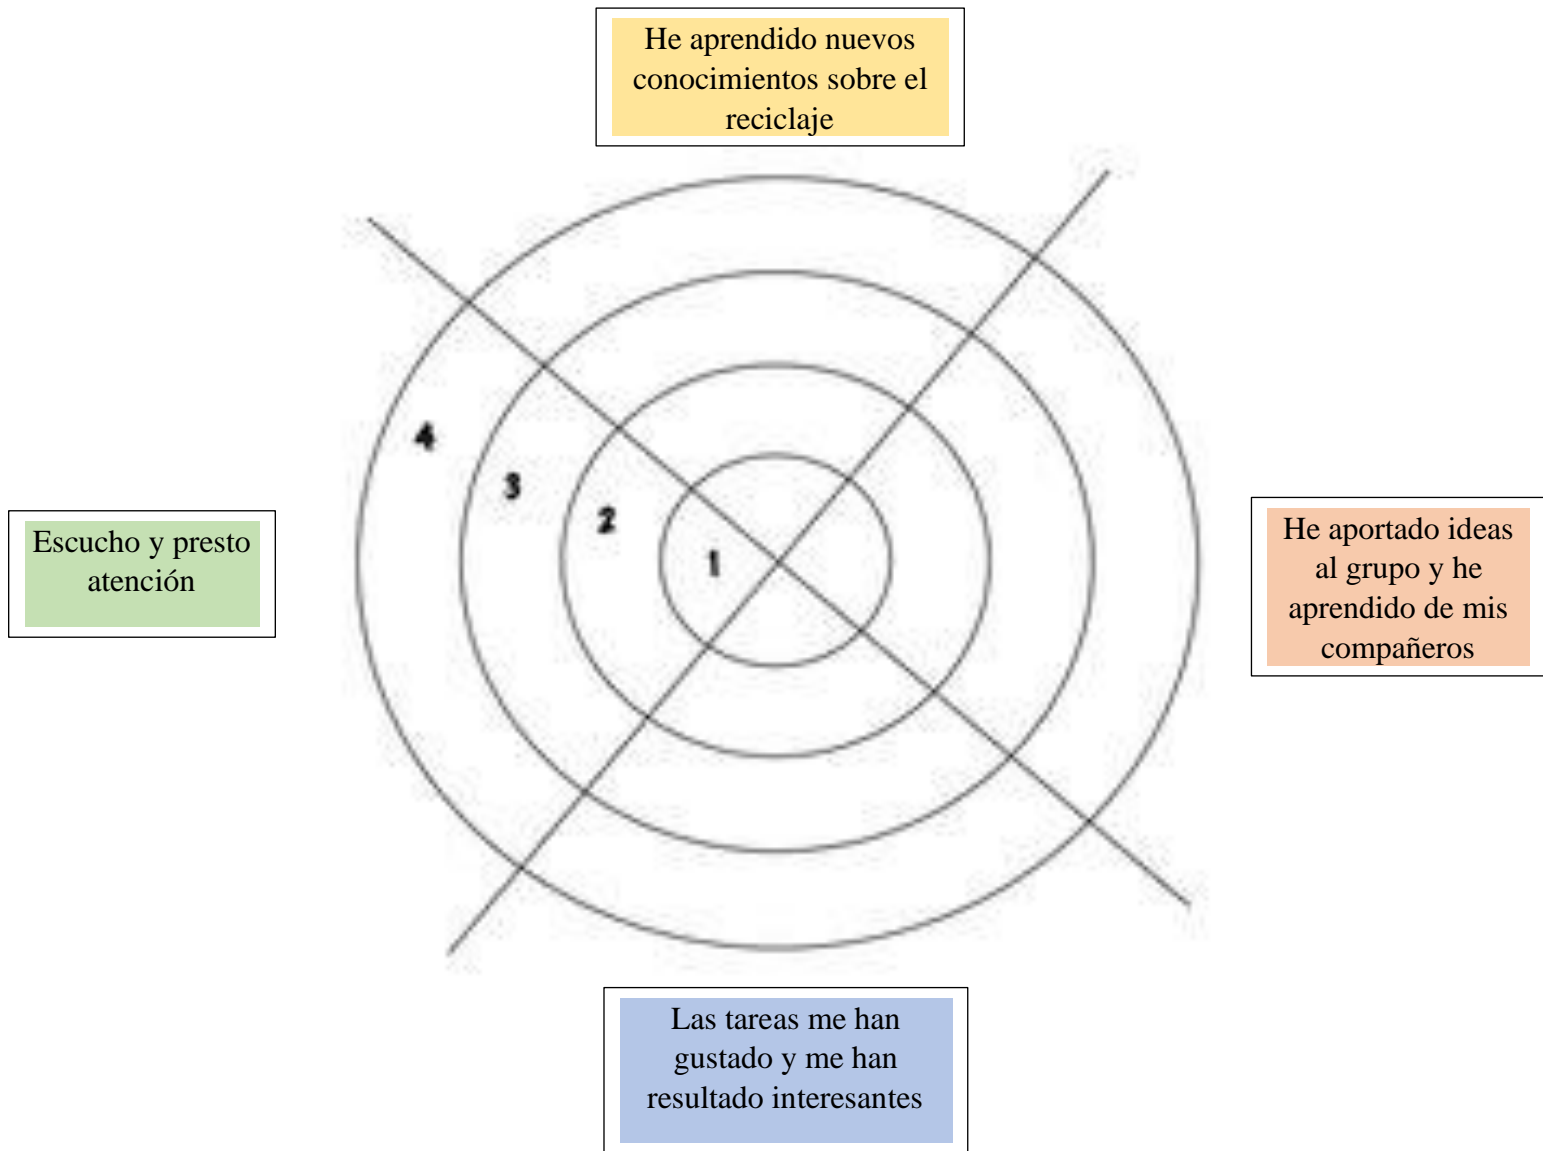 He aprendido nuevos
conocimientos sobre el
reciclaje
4
3
2
1
Escucho y presto
atención
He aportado ideas
al grupo y he
aprendido de mis
compañeros
Las tareas me han
gustado y me han
resultado interesantes